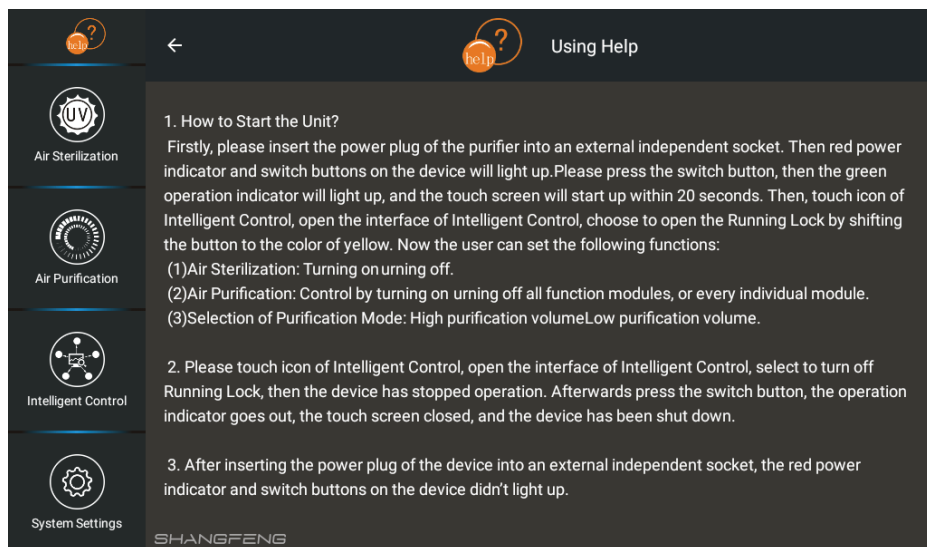 help ?
Air Sterilization
Air Purification
Intelligent Control
System Settings
help ?
Using Help
1. How to Start the Unit?
Firstly, please insert the power plug of the purifier into an external independent socket. Then red power
indicator and switch buttons on the device will light up.Please press the switch button, then the green
operation indicator will light up, and the touch screen will start up within 20 seconds. Then, touch icon of
Intelligent Control, open the interface of Intelligent Control, choose to open the Running Lock by shifting
the button to the color of yellow. Now the user can set the following functions:
(1)Air Sterilization: Turning on urning off.
(2)Air Purification: Control by turning on urning off all function modules, or every individual module.
(3)Selection of Purification Mode: High purification volumeLow purification volume.
2. Please touch icon of Intelligent Control, open the interface of Intelligent Control, select to turn off
Running Lock, then the device has stopped operation. Afterwards press the switch button, the operation
indicator goes out, the touch screen closed, and the device has been shut down.
3. After inserting the power plug of the device into an external independent socket, the red power
indicator and switch buttons on the device didn't light up.
SHANGFENG
UV